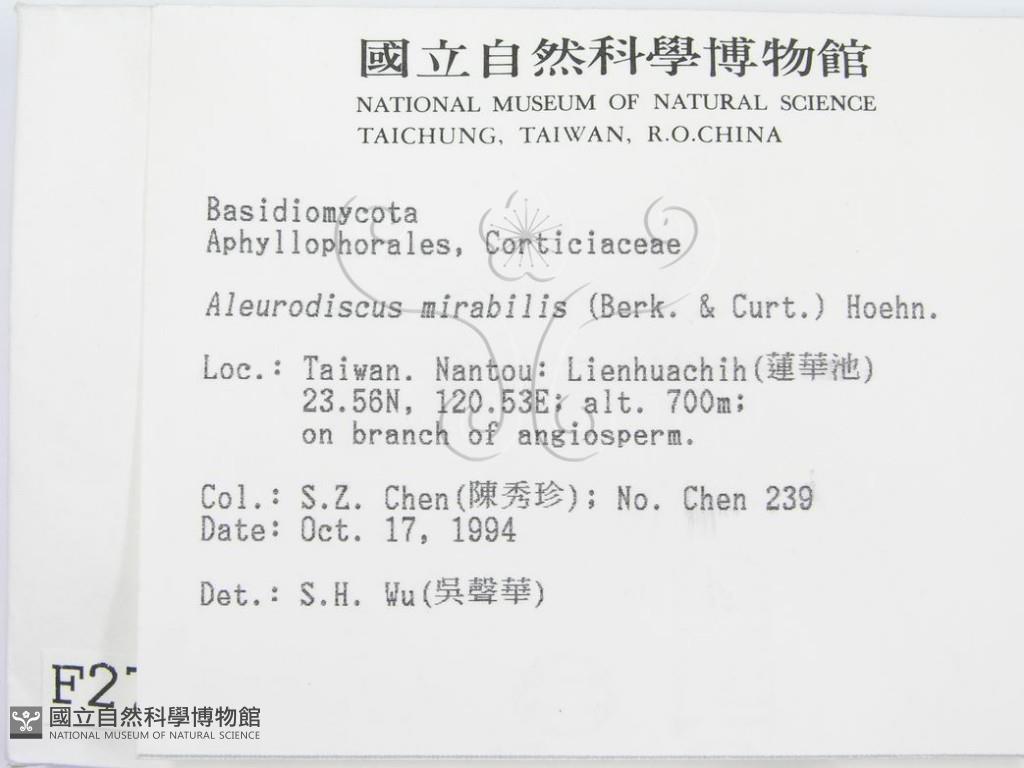 國立自然科學博物館
NATIONAL MUSEUM OF NATURAL SCIENCE
TAICHUNG, TAIWAN, R.O.CHINA
Basidiomycota
Aphyllophorales, Corticiaceae
Aleurodiscus mirabilis (Berk. & Curt.) Hoehn.
Loc.: Taiwan. Nantou: Lienhuachih(蓮華池)
23.56N, 120.53E; alt. 700m;
on branch of angiosperm.
Col.: S.Z. Chen(陳秀珍); No. Chen 239
Date: Oct. 17, 1994
Det.: S.H. Wu(吳聲華)
F2
國立自然科學博物館
NATIONAL MUSEUM OF NATURAL SCIENCE